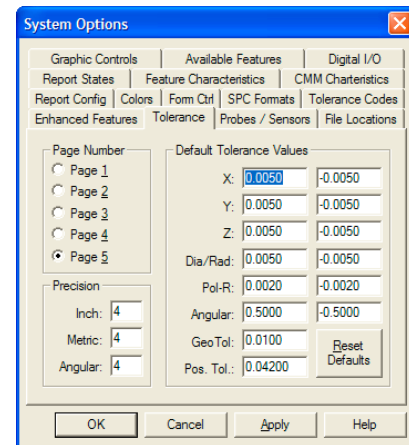 System Options
Graphic Controls Available Features Digital I/O
Report States Feature Characteristics CMM Charteristics
Report Config Colors Form Ctrl SPC Formats Tolerance Codes
Enhanced Features Tolerance Probes / Sensors File Locations
Page Number
Page 1
Page 2
Page 3
Page 4
Page 5
Precision
Inch: 4
Metric: 4
Angular: 4
Default Tolerance Values
X: 0.0050 -0.0050
Y: 0.0050 -0.0050
Z: 0.0050 -0.0050
Dia/Rad: 0.0050 -0.0050
Pol-R: 0.0020 -0.0020
Angular: 0.5000 -0.5000
GeoTol: 0.0100
Pos. Tol.: 0.04200
Reset
Defaults
OK Cancel Apply Help